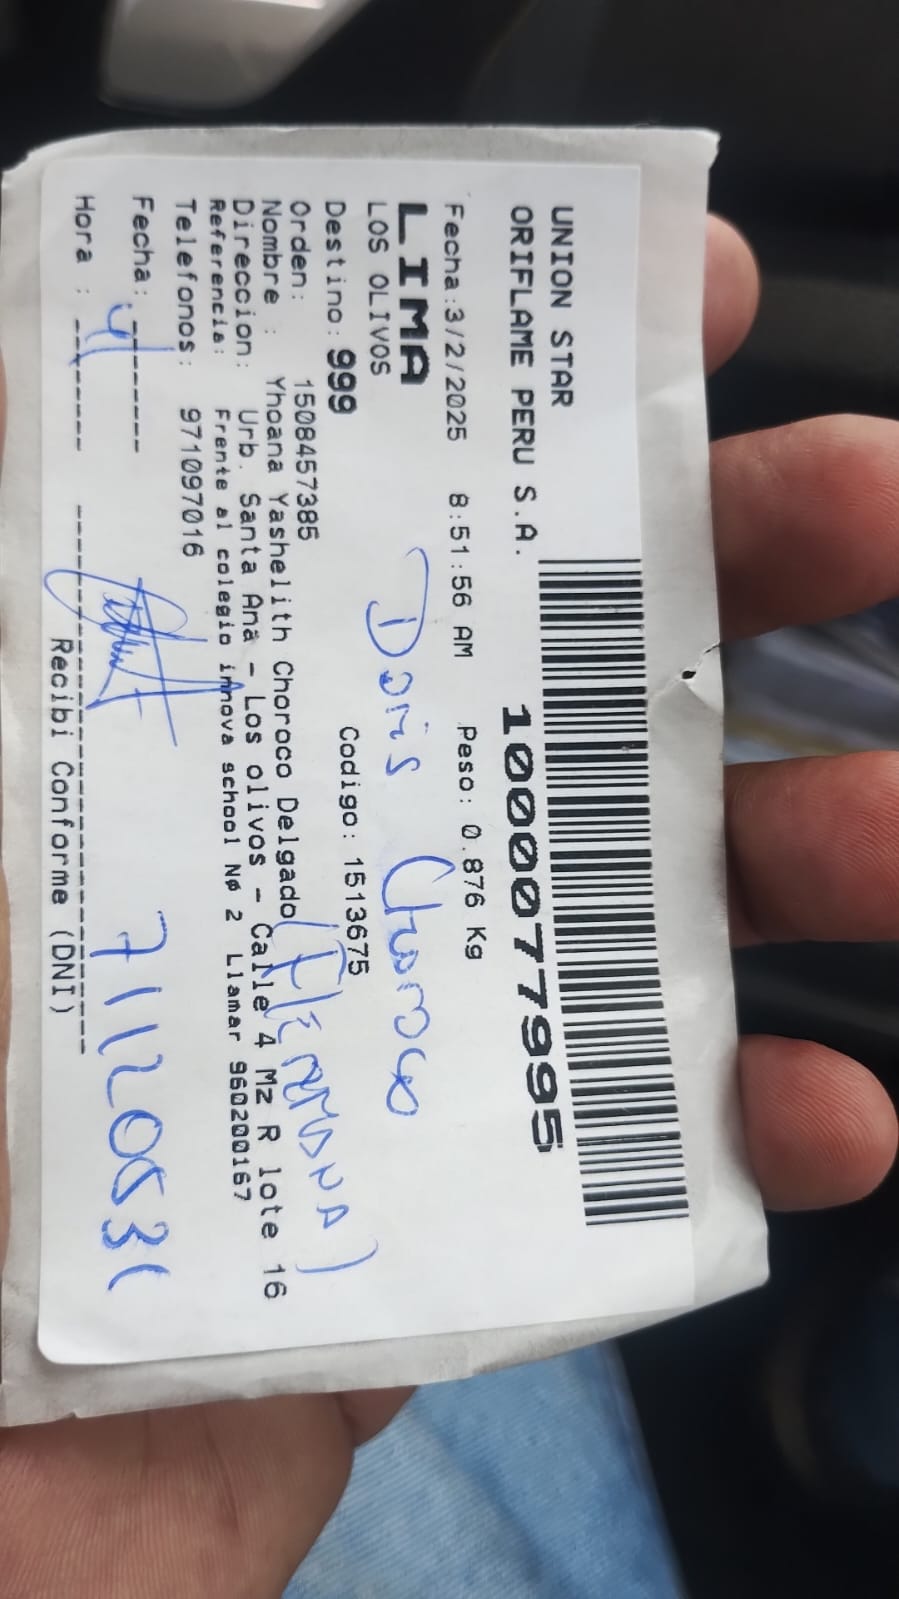 UNION STAR
ORIFLAME PERU S.A. 1000077995
Fecha:3/2/2025 8:51:56 AM Peso: 0.876 Kg
LIMA
LOS OLIVOS
Doris Choroco
Destino: 999 Codigo: 1513675
(HERMANA)
Orden: 1508457385
Nombre : Yhoana Yashelith Choroco Delgado
Direccion: Urb. Santa Ana - Los olivos - Calle 4 Mz R lote 16
Referencia: Frente al colegio innova school Nø 2 Llamar 960200167
Telefonos: 971097016
Fecha:
Hora :
Recibi Conforme (DNI)